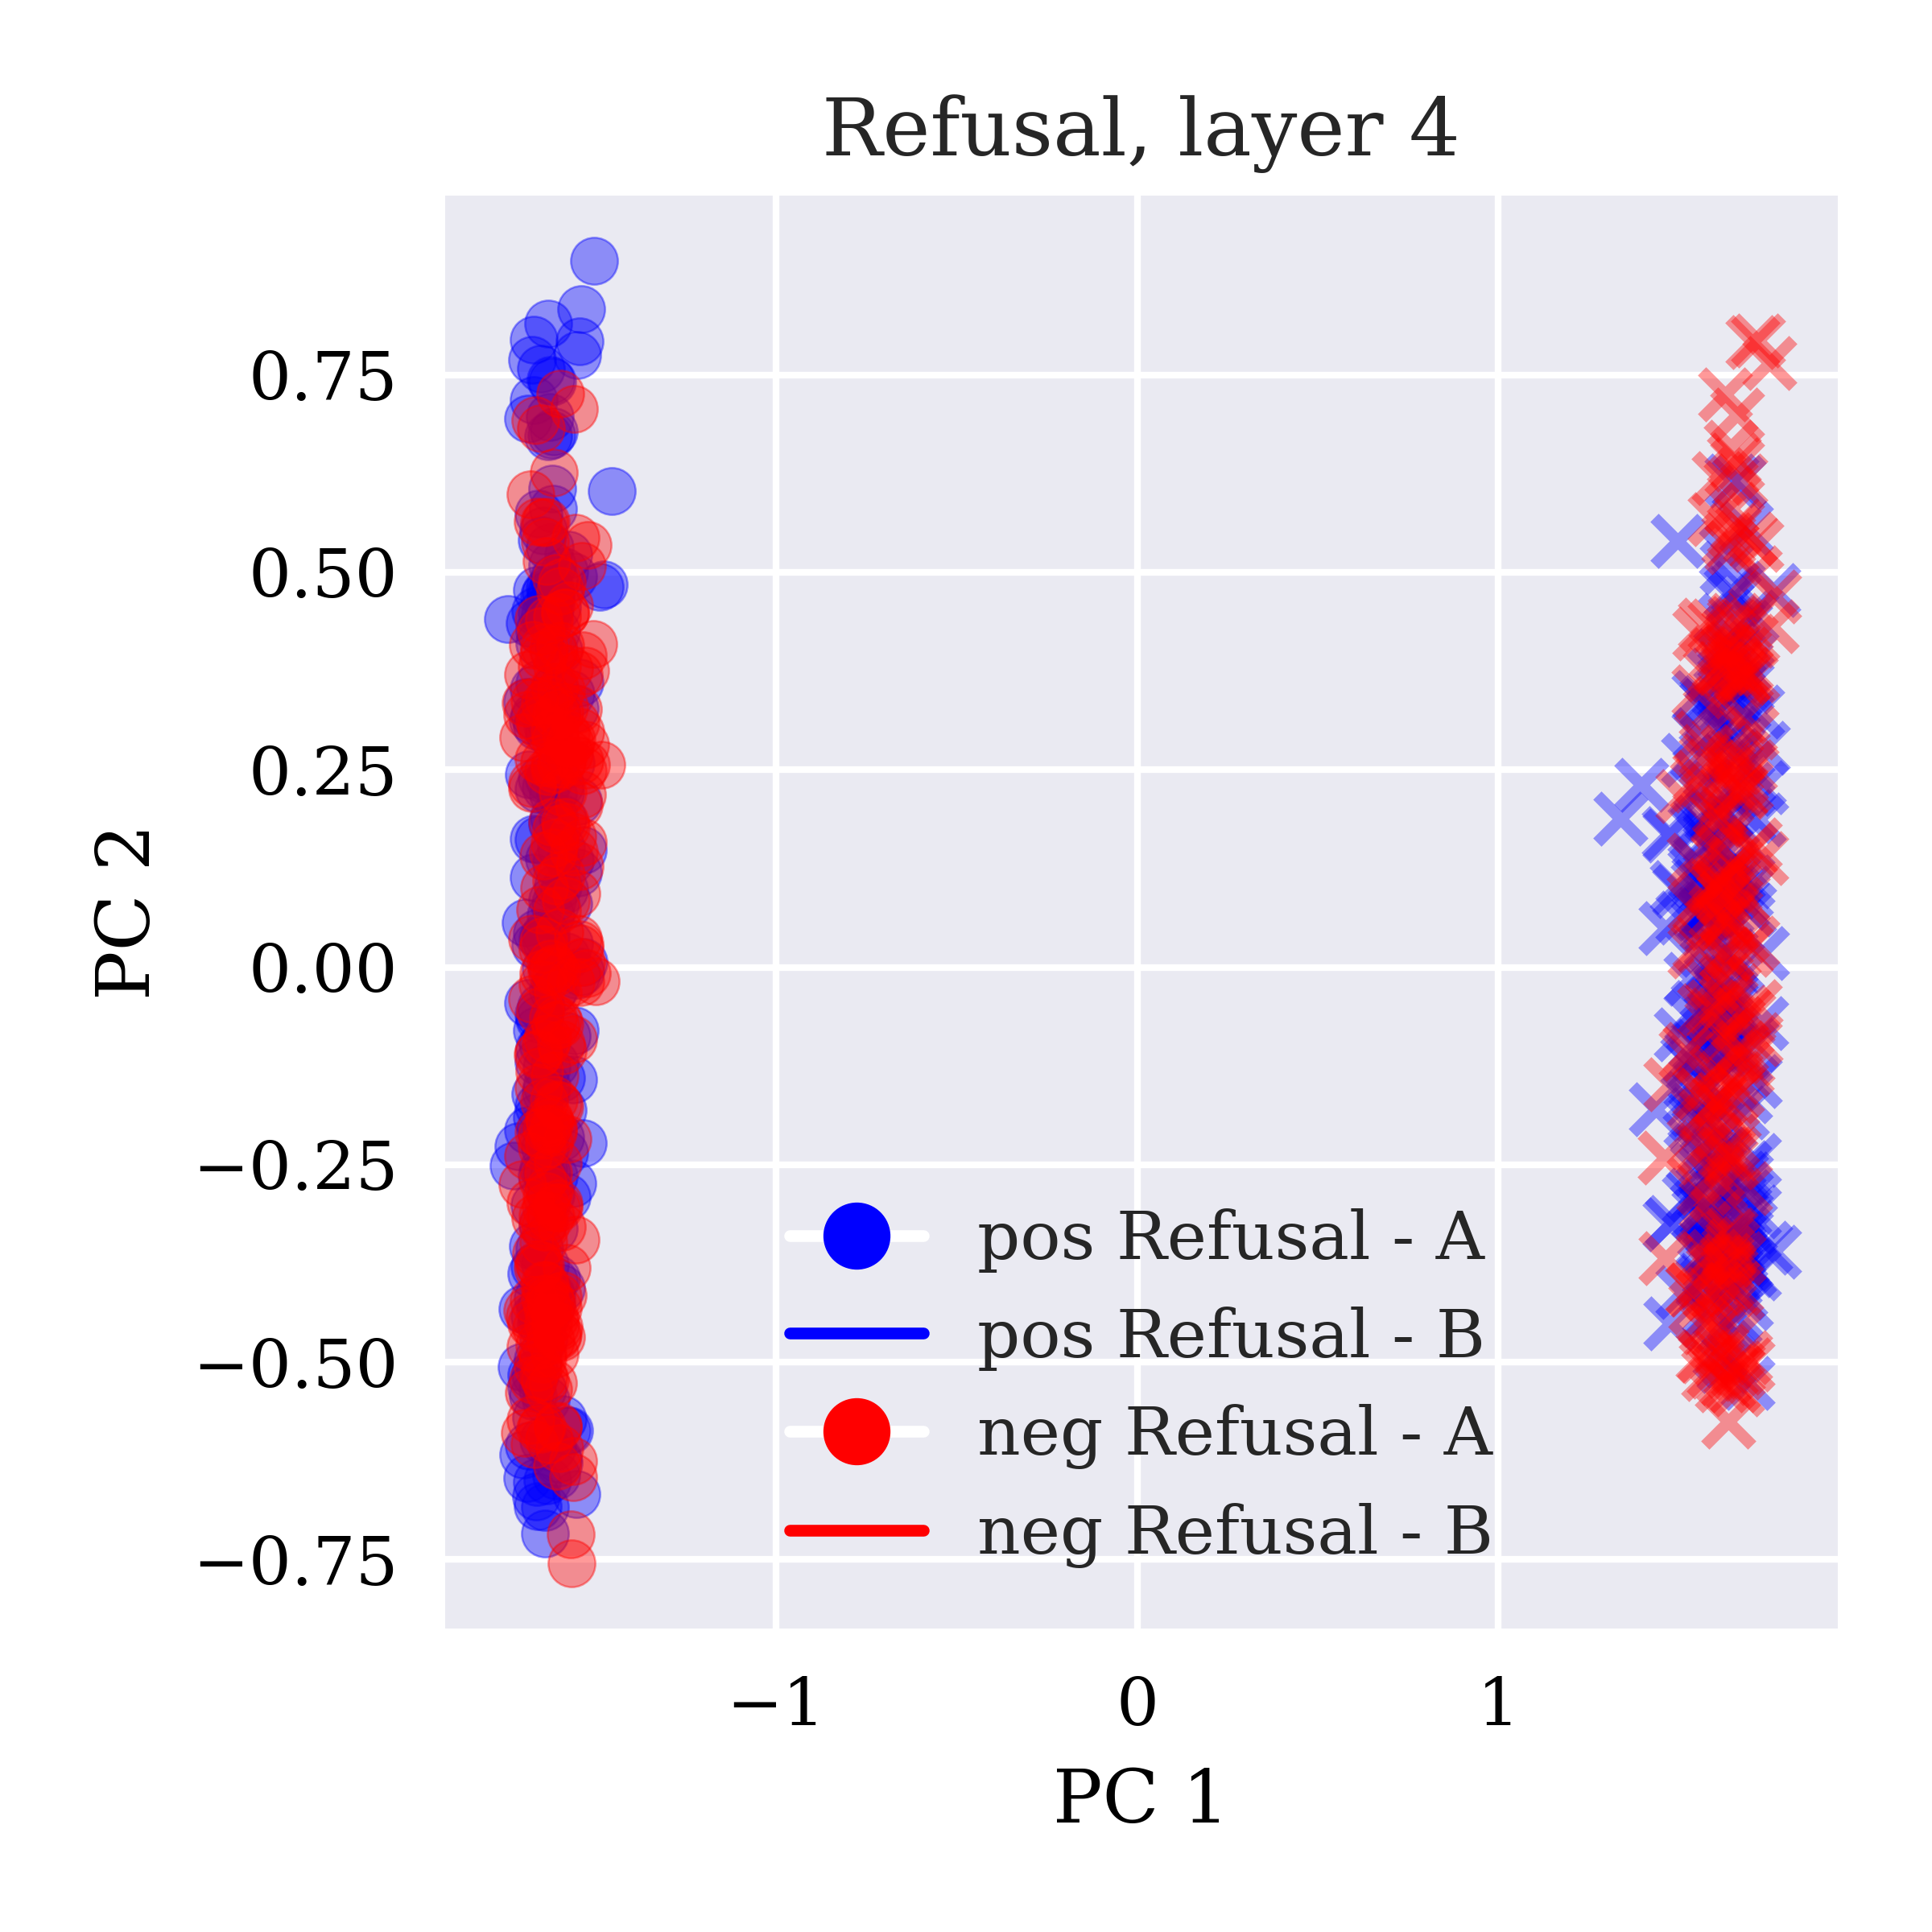 Refusal, layer 4
PC 2
0.75
0.50
0.25
0.00
−0.25
−0.50
−0.75
pos Refusal - A
pos Refusal - B
neg Refusal - A
neg Refusal - B
−1
0
1
PC 1